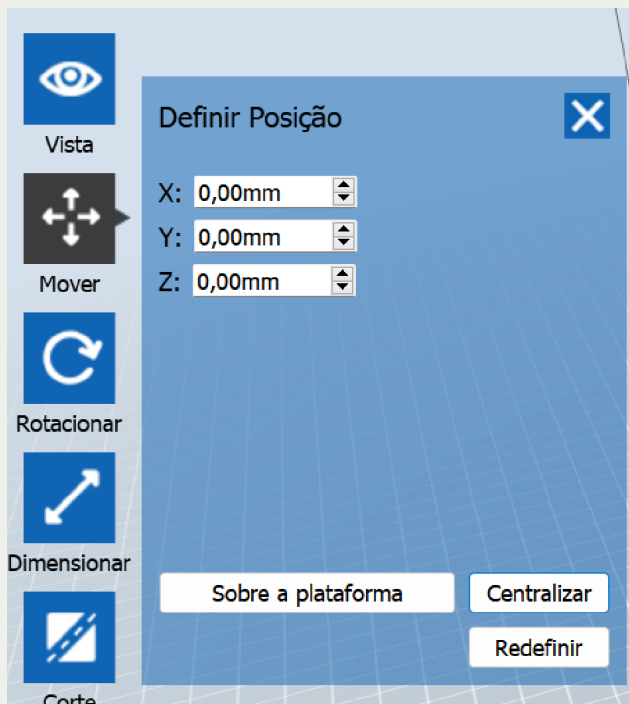 Vista
Mover
Rotacionar
Dimensionar
Corte
Definir Posição
X: 0,00mm
Y: 0,00mm
Z: 0,00mm
Sobre a plataforma
Centralizar
Redefinir